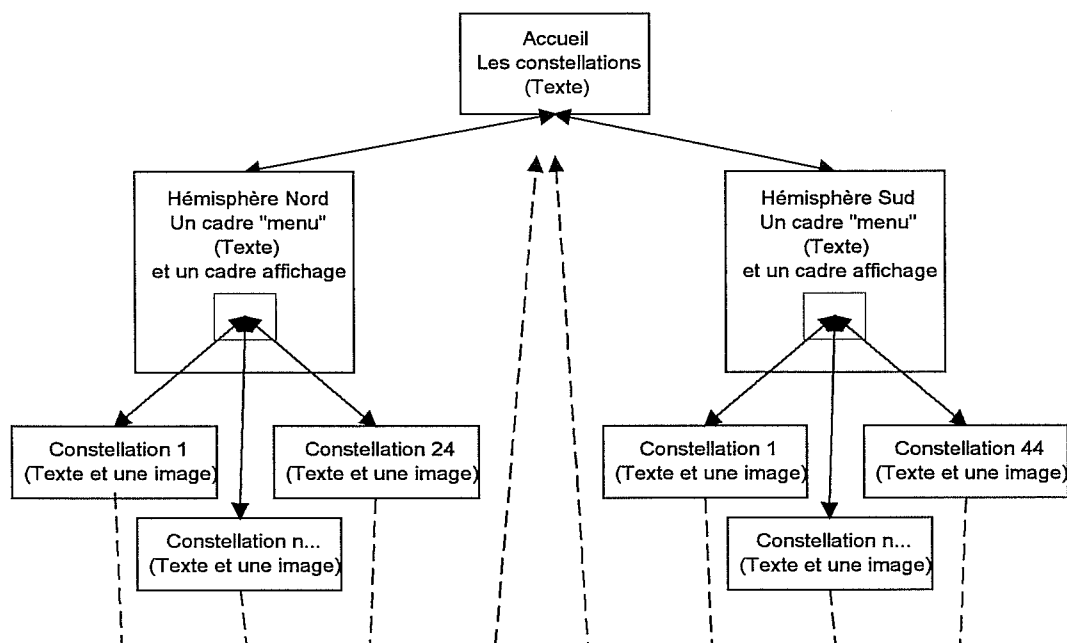 Accueil
Les constellations
(Texte)
Hémisphère Nord
Un cadre "menu"
(Texte)
et un cadre affichage
Hémisphère Sud
Un cadre "menu"
(Texte)
et un cadre affichage
Constellation 1
(Texte et une image)
Constellation 24
(Texte et une image)
Constellation n...
(Texte et une image)
Constellation 1
(Texte et une image)
Constellation 44
(Texte et une image)
Constellation n...
(Texte et une image)